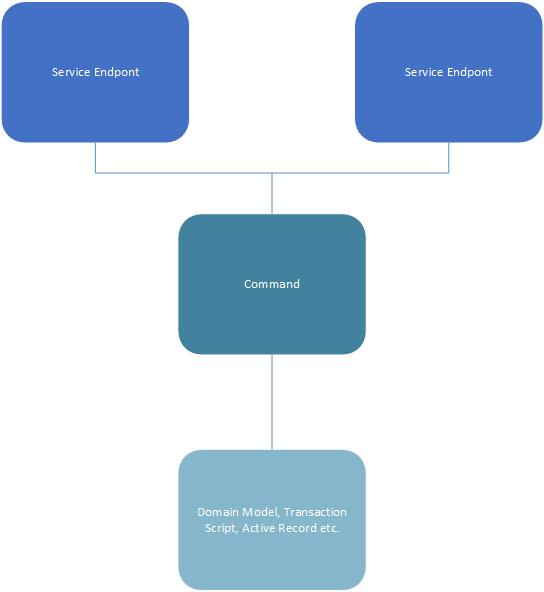 Service Endpont
Service Endpont
Command
Domain Model, Transaction
Script, Active Record etc.